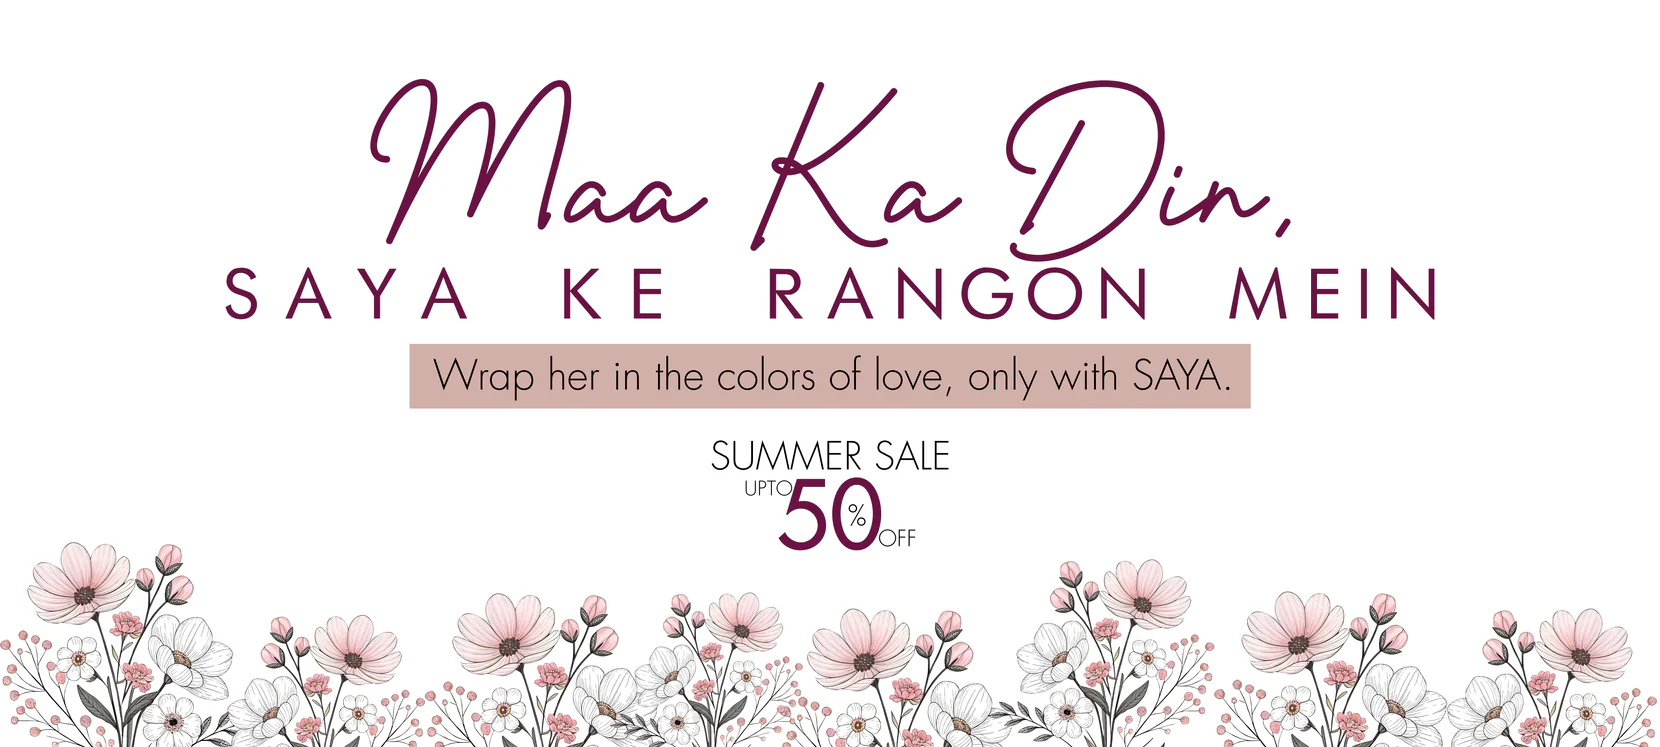 Maa Ka Din,
SAYA KE RANGON MEIN
Wrap her in the colors of love, only with SAYA.
SUMMER SALE
UPTO 50% OFF